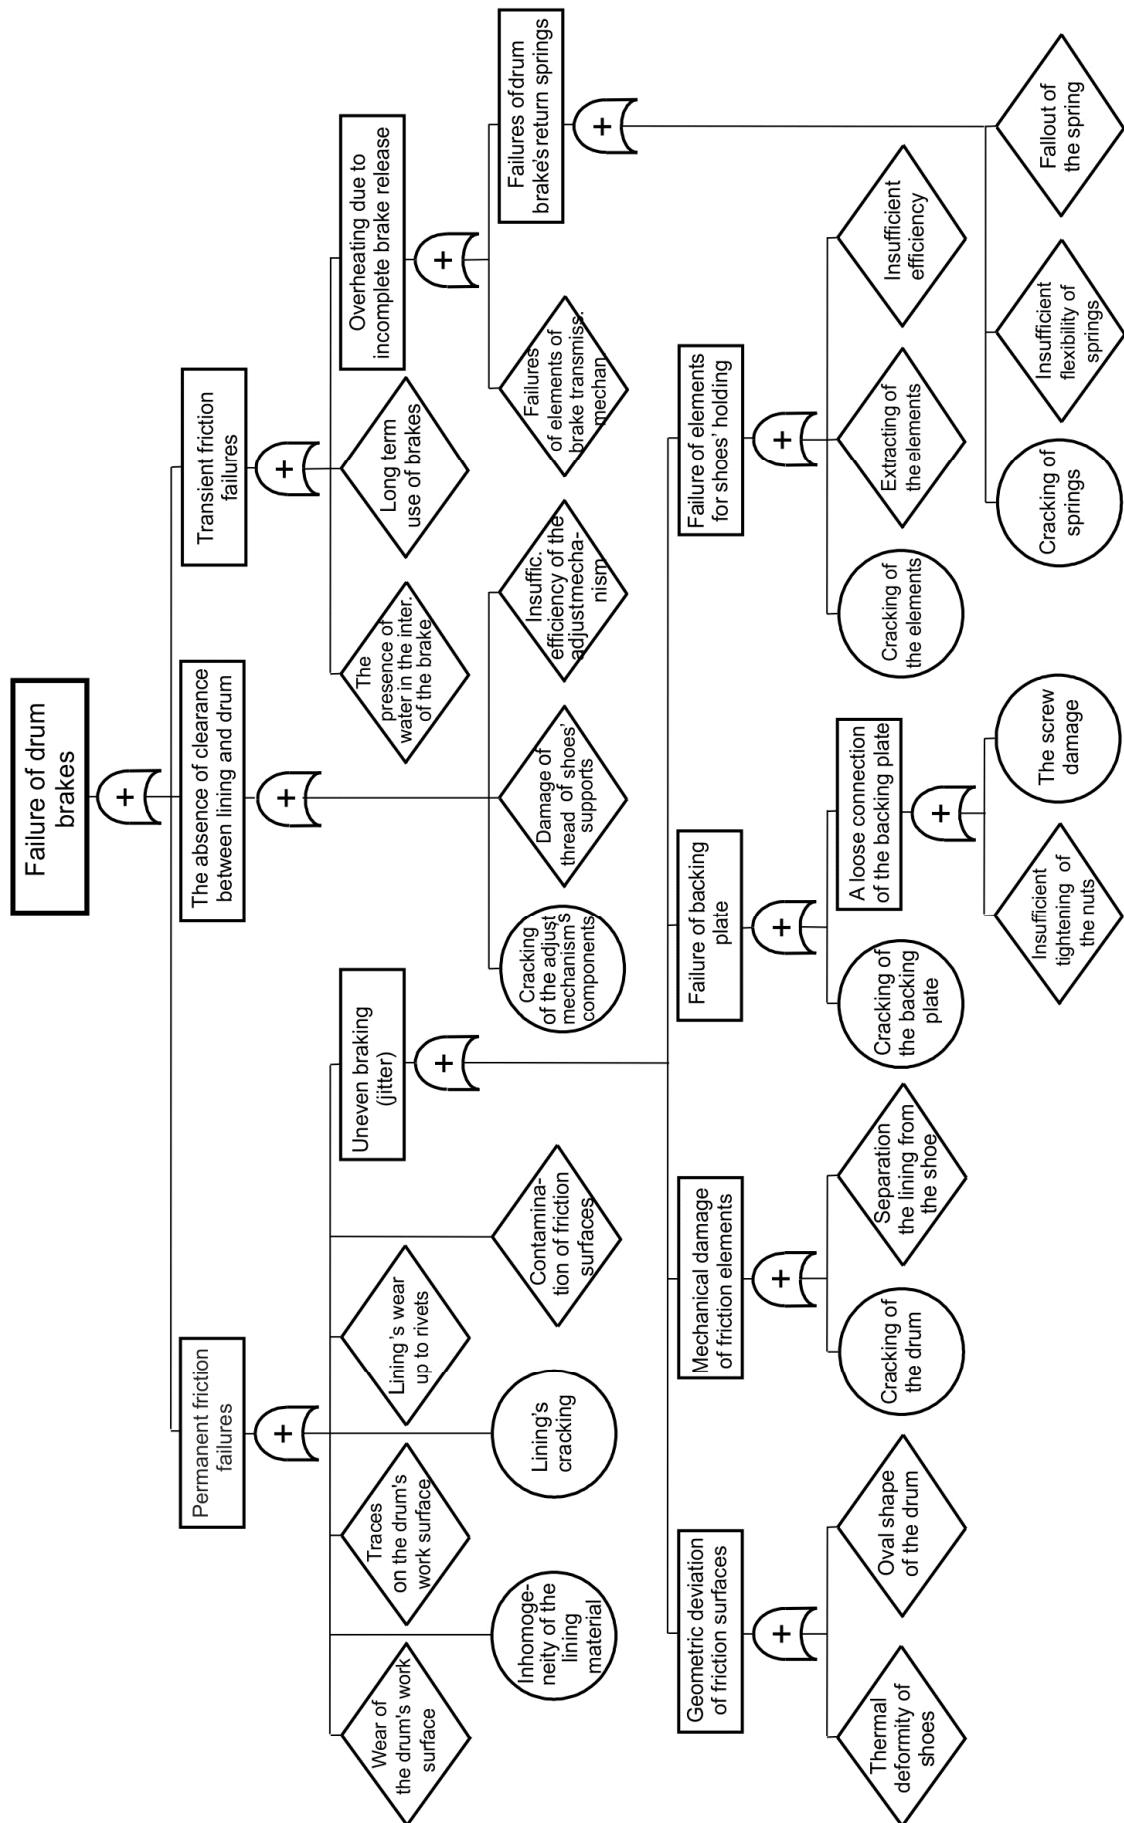 Failure of drum
brakes
+
Permanent friction
failures
+
The absence of clearance
between lining and drum
+
Transient friction
failures
+
Wear of
the drum's work
surface
Inhomoge-
neity of the
lining
material
Traces
on the drum's
work surface
Lining's
cracking
Lining's wear
up to rivets
Contamina-
tion of friction
surfaces
Uneven braking
(jitter)
+
Cracking
of the adjust
mechanism's
components
Damage of
thread of shoes'
supports
Insuffic.
efficiency of the
adjustmecha-
nism
The
presence of
water in the inter.
of the brake
Long term
use of brakes
Overheating due to
incomplete brake release
+
Failures
of elements of
brake transmiss.
mechan
Failures of drum
brake's return springs
+
Geometric deviation
of friction surfaces
+
Mechanical damage
of friction elements
+
Failure of backing
plate
+
Failure of elements
for shoes' holding
+
Thermal
deformity of
shoes
Oval shape
of the drum
Cracking of
the drum
Separation
the lining from
the shoe
Cracking of
the backing
plate
A loose connection
of the backing plate
+
Cracking of
the elements
Extracting of
the elements
Insufficient
efficiency
Insufficient
tightening of
the nuts
The screw
damage
Cracking of
springs
Insufficient
flexibility of
springs
Fallout of
the spring